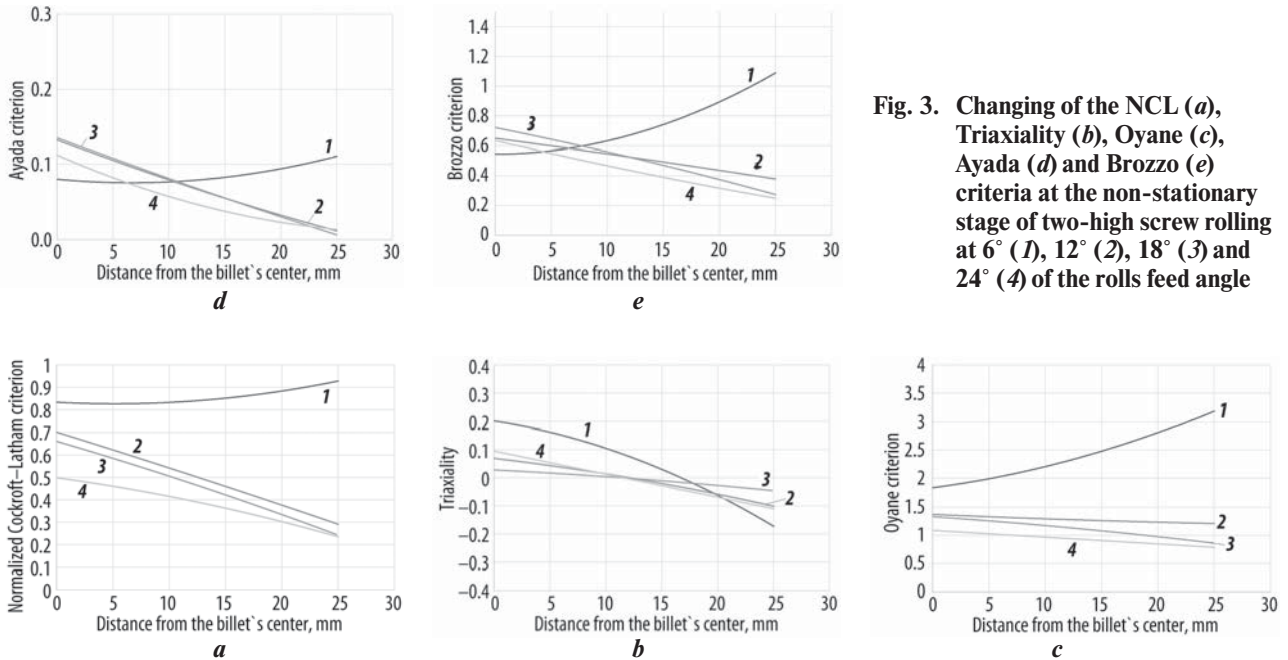 0.3
0.2
0.1
0.0
Ayada criterion
3
1
4
2
0 5 10 15 20 25 30
Distance from the billet`s center, mm
d
1.4
1.2
1
0.8
0.6
0.4
0.2
0
Brozzo criterion
1
3
2
4
0 5 10 15 20 25 30
Distance from the billet`s center, mm
e
Fig. 3. Changing of the NCL (a),
Triaxiality (b), Oyane (c),
Ayada (d) and Brozzo (e)
criteria at the non-stationary
stage of two-high screw rolling
at 6° (1), 12° (2), 18° (3) and
24° (4) of the rolls feed angle
1
0.9
0.8
0.7
0.6
0.5
0.4
0.3
0.2
0.1
0
Normalized Cockroft–Latham criterion
1
2
3
4
0 5 10 15 20 25 30
Distance from the billet`s center, mm
a
0.4
0.3
0.2
0.1
0
–0.1
–0.2
–0.3
–0.4
Triaxiality
1
4
3
2
0 5 10 15 20 25 30
Distance from the billet`s center, mm
b
4
3.5
3
2.5
2
1.5
1
0.5
0
Oyane criterion
1
2
3
4
0 5 10 15 20 25 30
Distance from the billet`s center, mm
c